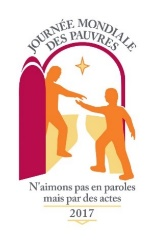 JOURNÉE MONDIALE
DES PAUVRES
N'aimons pas en paroles
mais par des actes
2017